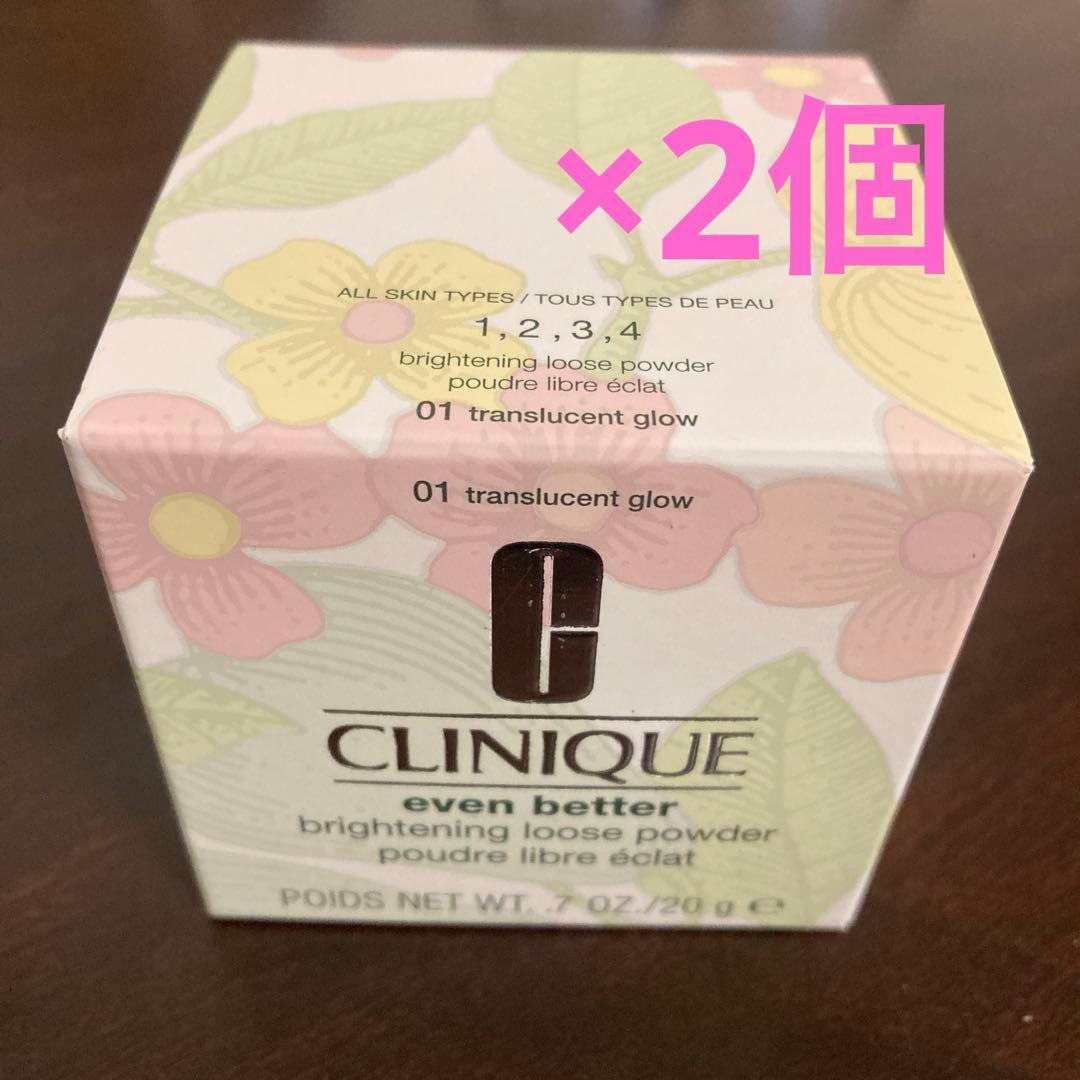 ×2個
ALL SKIN TYPES / TOUS TYPES DE PEAU
1, 2 , 3 , 4
brightening loose powder
poudre libre éclat
01 translucent glow
01 translucent glow
CLINIQUE
even better
brightening loose powder
poudre libre éclat
POIDS NET WT. .7 OZ./20 g ℮